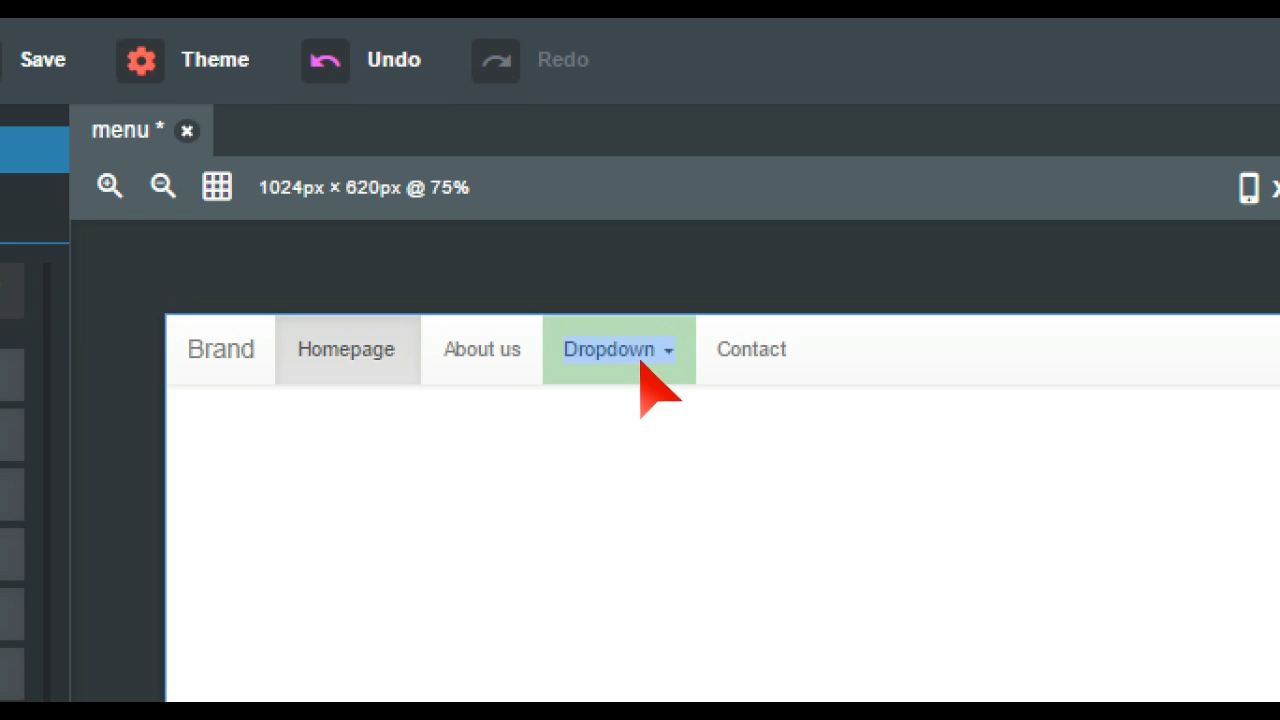 Save Theme Undo Redo
menu *
1024px × 620px @ 75%
Brand Homepage About us Dropdown Contact